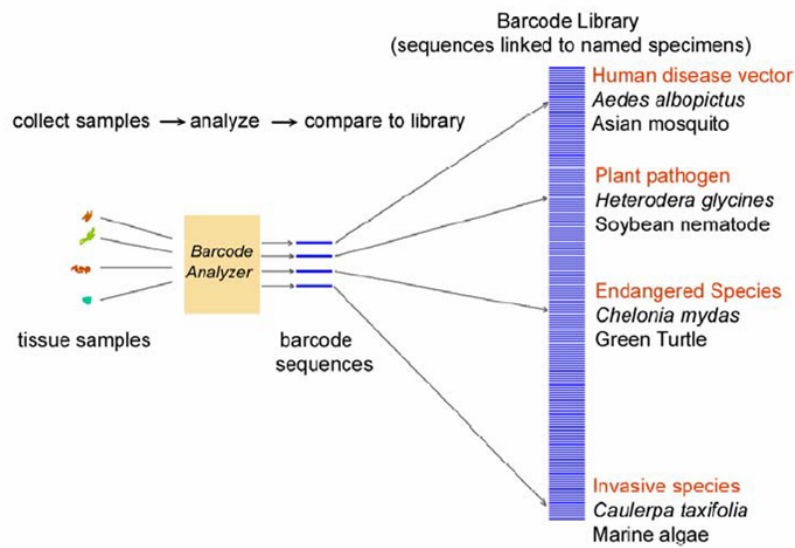 Barcode Library
(sequences linked to named specimens)
collect samples → analyze → compare to library
Human disease vector
Aedes albopictus
Asian mosquito
Plant pathogen
Heterodera glycines
Soybean nematode
Barcode
Analyzer
Endangered Species
Chelonia mydas
Green Turtle
tissue samples
barcode
sequences
Invasive species
Caulerpa taxifolia
Marine algae